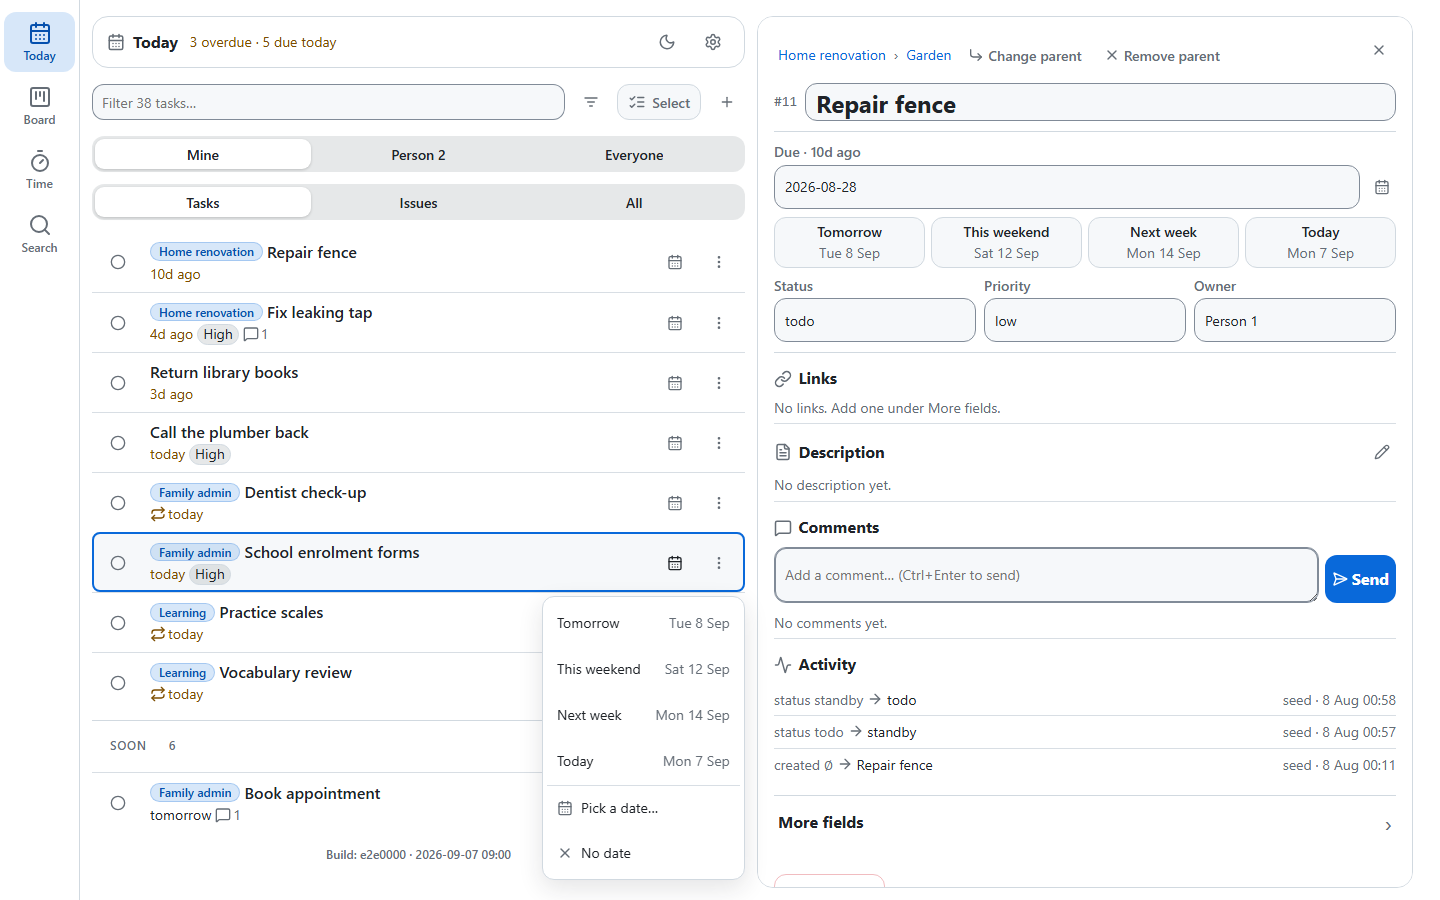 Today
Board
Time
Search
Today 3 overdue · 5 due today
Filter 38 tasks...
Select
Mine
Person 2
Everyone
Tasks
Issues
All
Home renovation Repair fence
10d ago
Home renovation Fix leaking tap
4d ago High 1
Return library books
3d ago
Call the plumber back
today High
Family admin Dentist check-up
today
Family admin School enrolment forms
today High
Learning Practice scales
today
Learning Vocabulary review
today
SOON 6
Family admin Book appointment
tomorrow 1
Build: e2e0000 · 2026-09-07 09:00
Tomorrow Tue 8 Sep
This weekend Sat 12 Sep
Next week Mon 14 Sep
Today Mon 7 Sep
Pick a date...
No date
Home renovation › Garden Change parent Remove parent
#11 Repair fence
Due · 10d ago
2026-08-28
Tomorrow
Tue 8 Sep
This weekend
Sat 12 Sep
Next week
Mon 14 Sep
Today
Mon 7 Sep
Status
todo
Priority
low
Owner
Person 1
Links
No links. Add one under More fields.
Description
No description yet.
Comments
Add a comment... (Ctrl+Enter to send)
Send
No comments yet.
Activity
status standby → todo seed · 8 Aug 00:58
status todo → standby seed · 8 Aug 00:57
created ∅ → Repair fence seed · 8 Aug 00:11
More fields